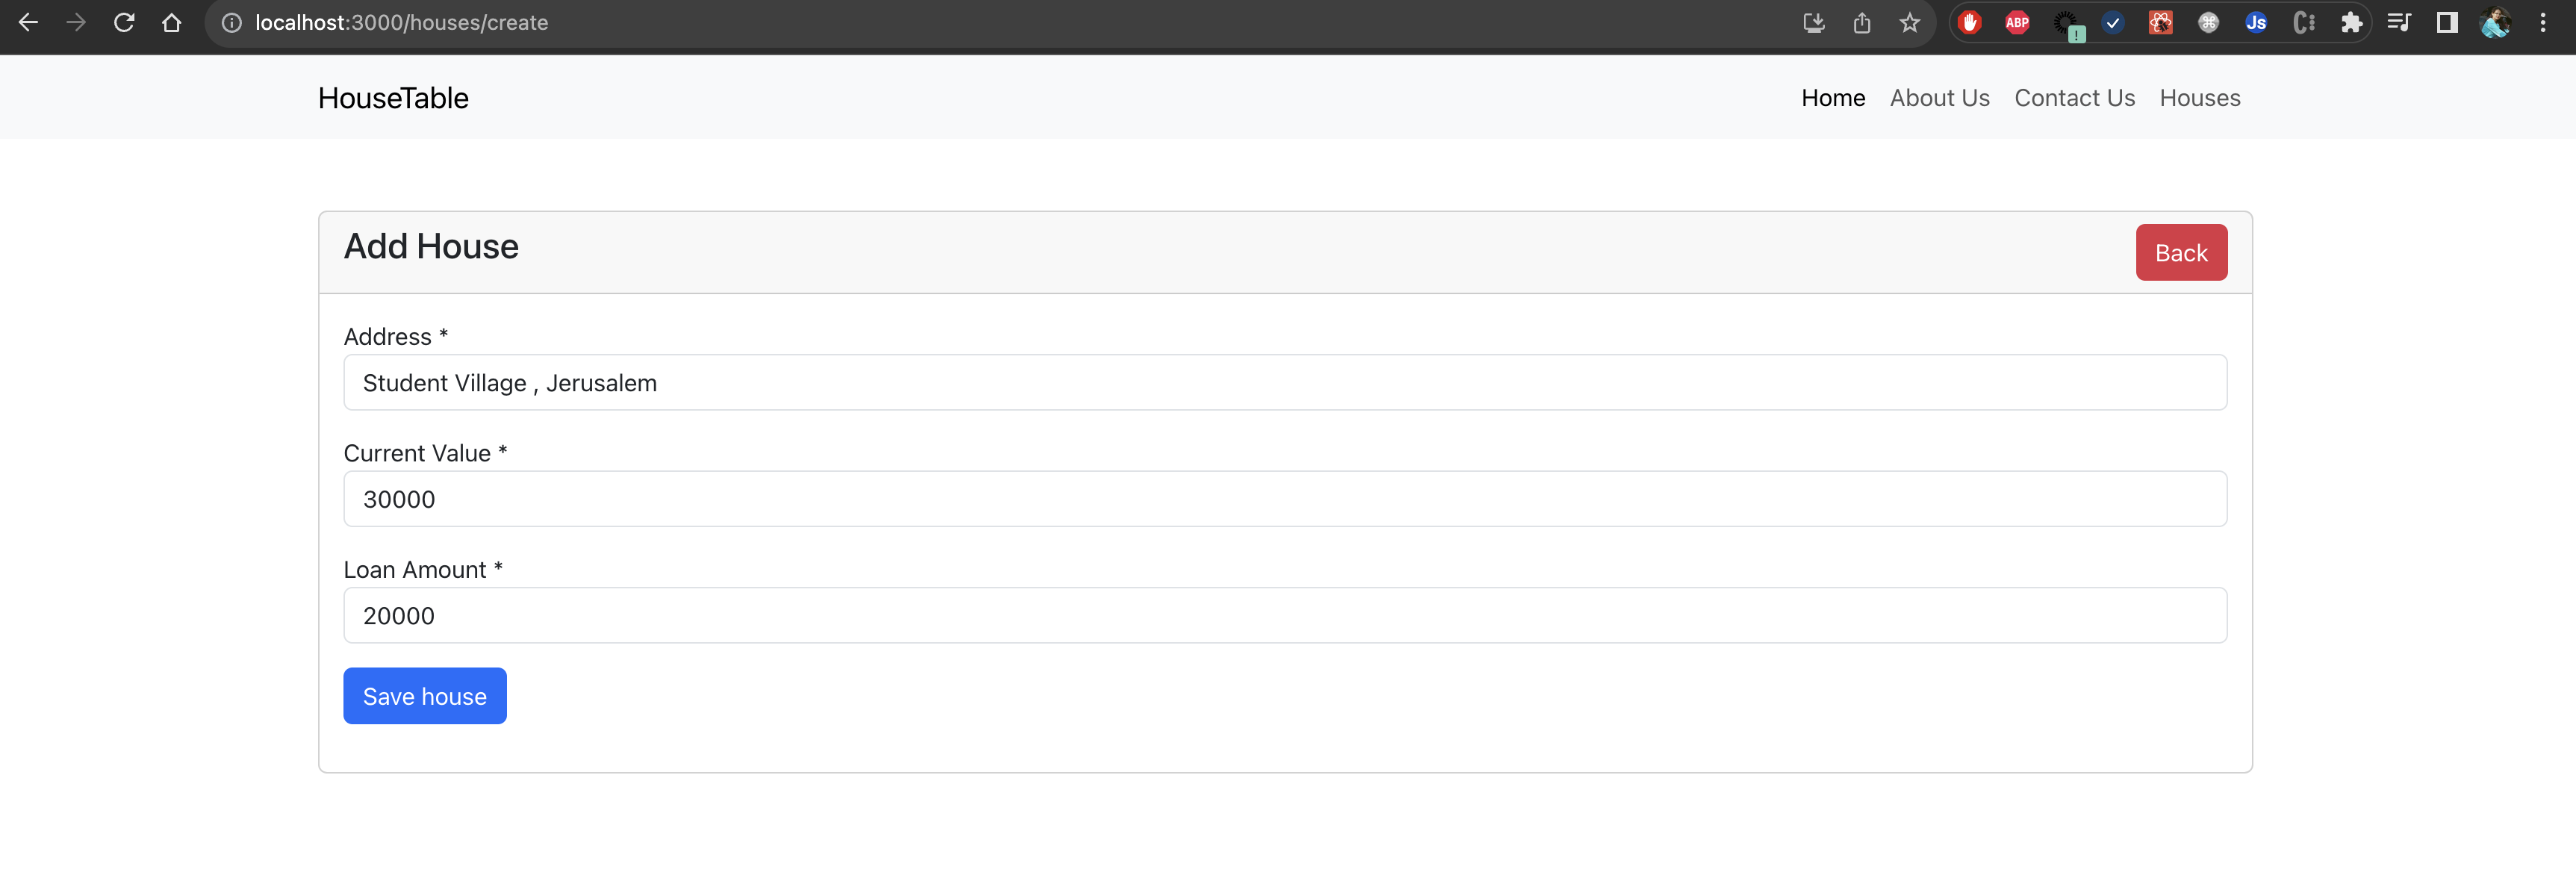 localhost:3000/houses/create
ABP
!
Js
HouseTable
Home About Us Contact Us Houses
Add House
Back
Address *
Student Village , Jerusalem
Current Value *
30000
Loan Amount *
20000
Save house